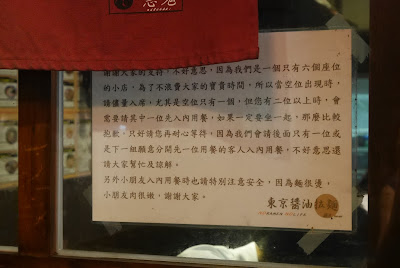 謝謝大家的支持，不好意思，因為我們是一個只有六個座位
的小店，為了不浪費大家的寶貴時間，所以當空位出現時，
請儘量入席，尤其是空位只有一個，但您有二位以上時，會
需要請其中一位先入內用餐，如果一定要坐一起，那麼比較
抱歉，只好請您再耐心等待，因為我們會請後面只有一位或
是下一組願意分開先一位用餐的客人入內用餐，不好意思還
請大家幫忙及諒解。
另外小朋友入內用餐時也請特別注意安全，因為麵很燙，
小朋友肉很嫩，謝謝大家。
東京醬油拉麵